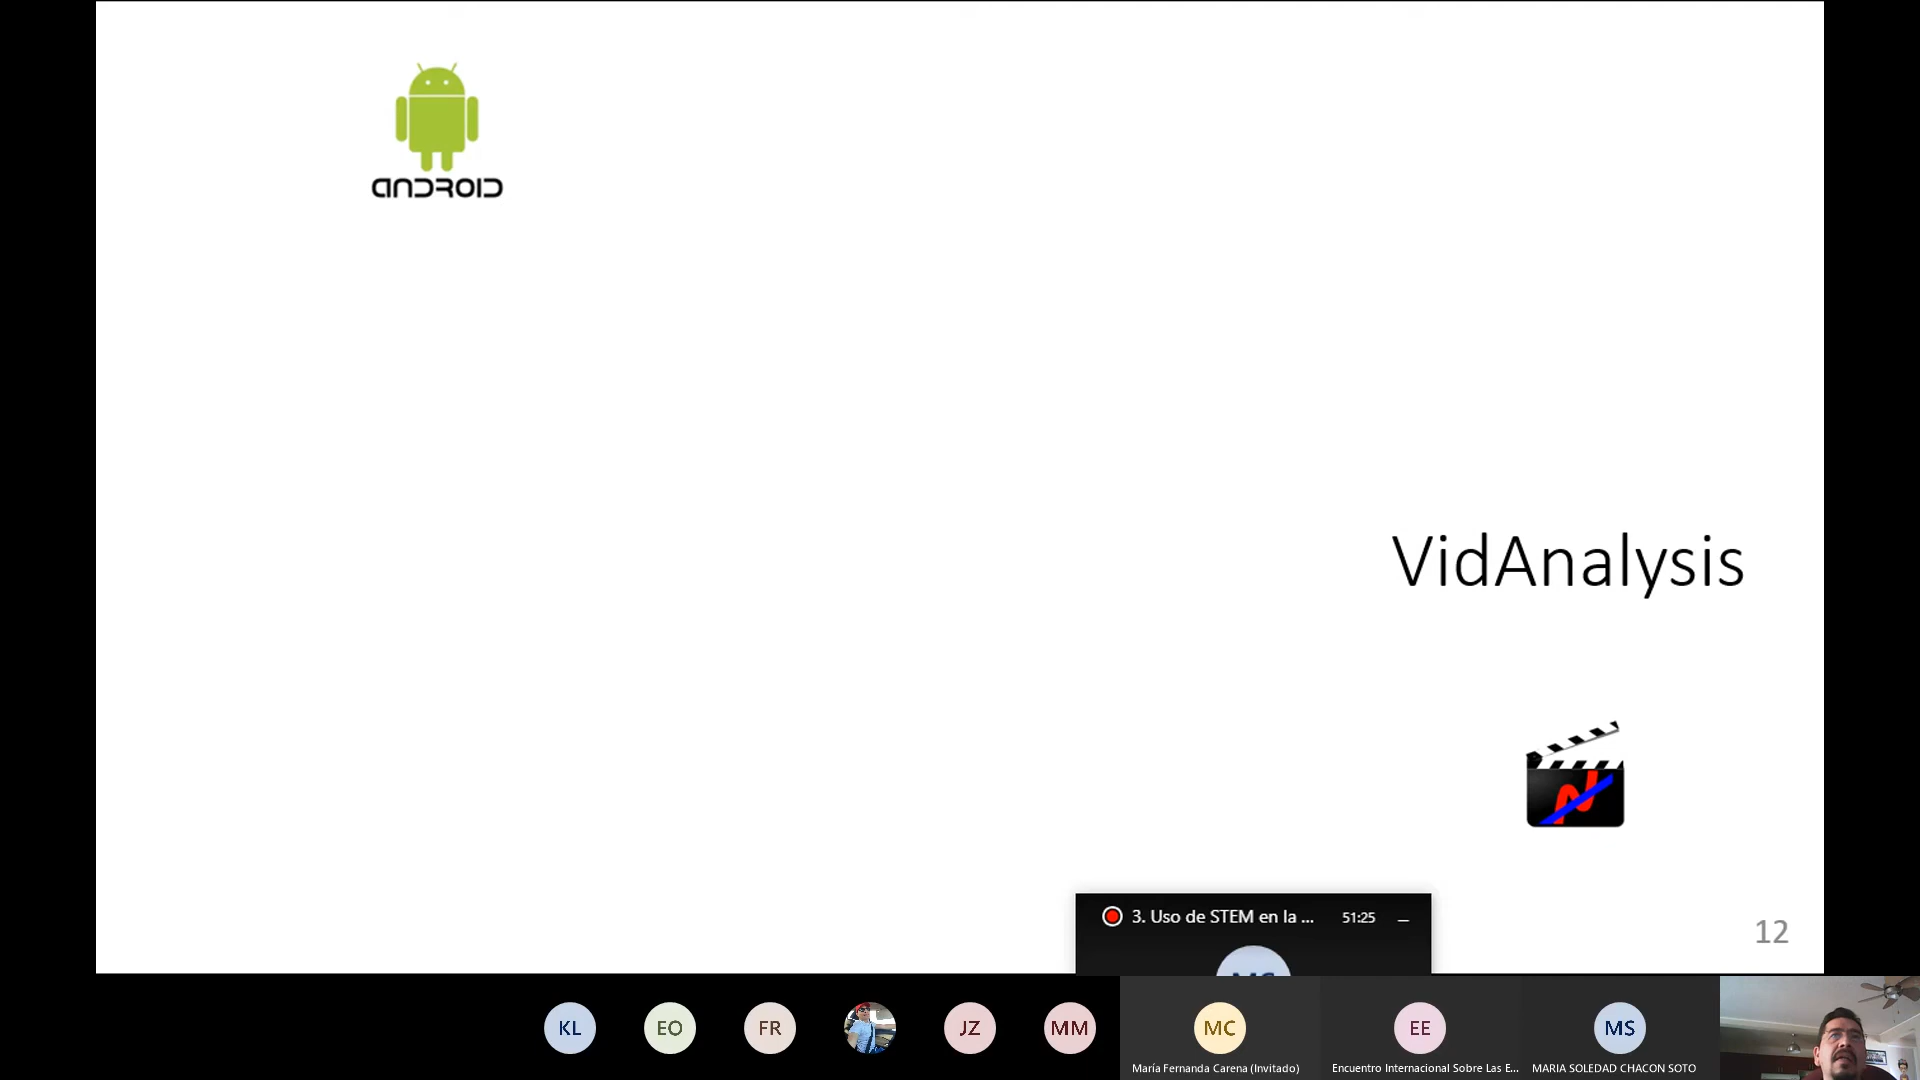 ANDROID
VidAnalysis
3. Uso de STEM en la ... 51:25
12
KL
EO
FR
JZ
MM
MC
EE
MS
María Fernanda Carena (Invitado)
Encuentro Internacional Sobre Las E...
MARIA SOLEDAD CHACON SOTO